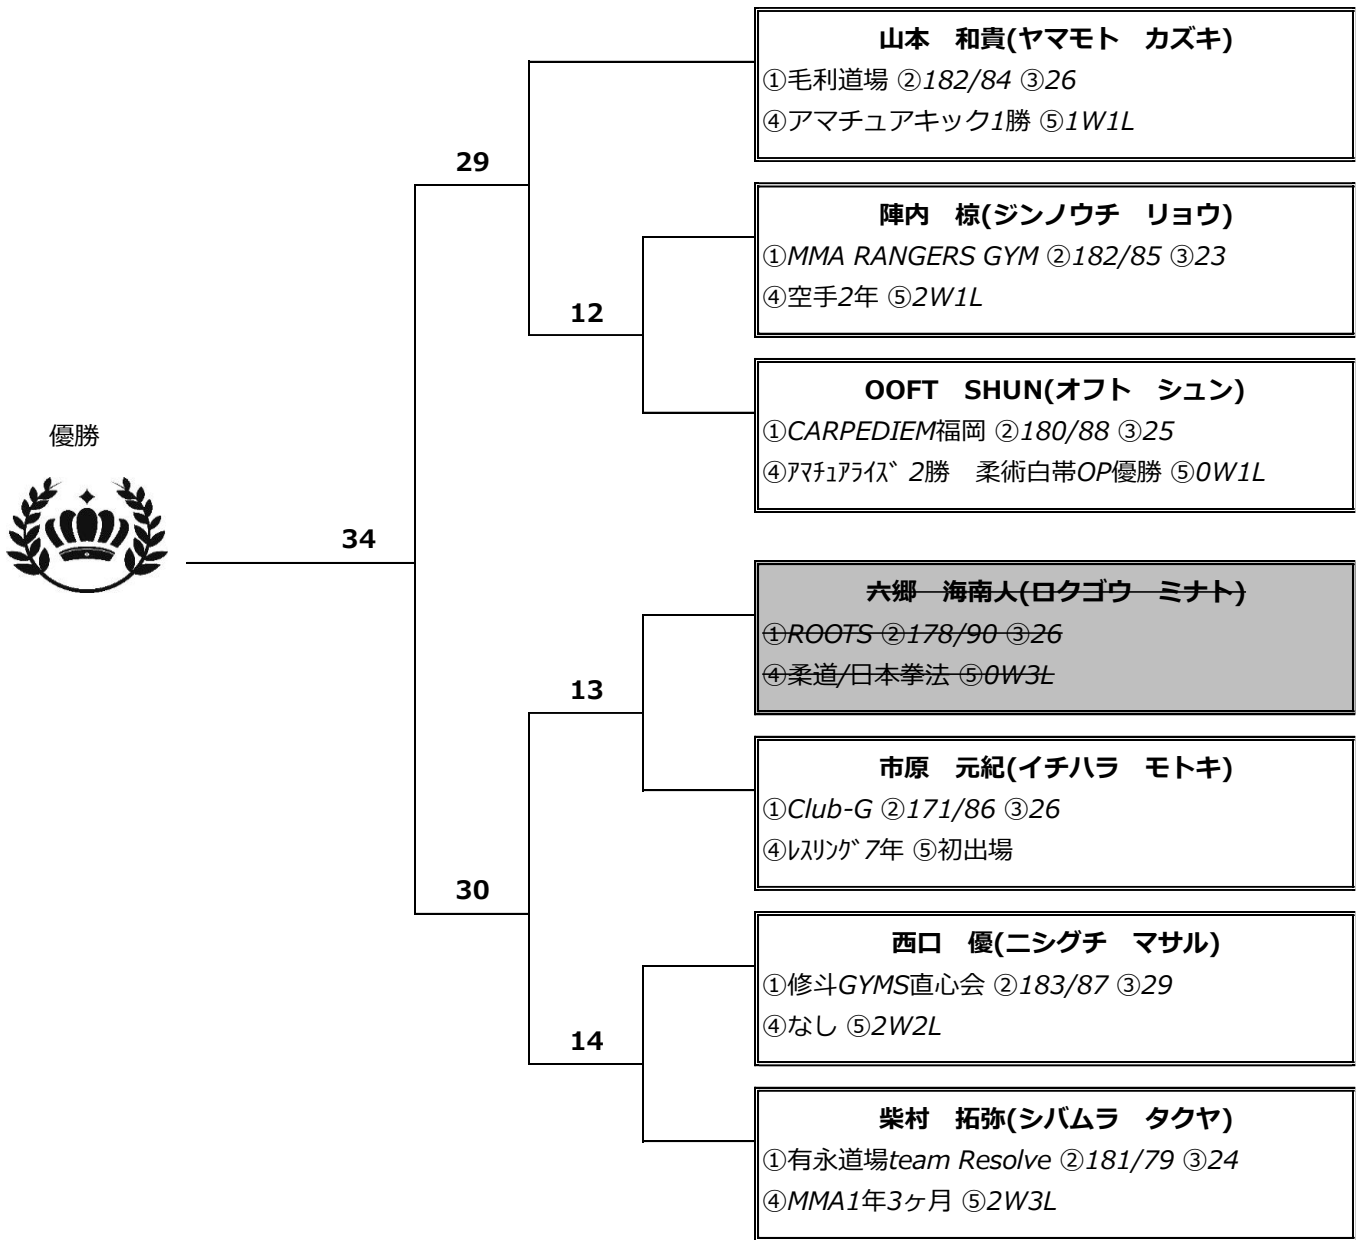 山本　和貴(ヤマモト　カズキ)
①毛利道場 ②182/84 ③26
④アマチュアキック1勝 ⑤1W1L
29
陣内　椋(ジンノウチ　リョウ)
①MMA RANGERS GYM ②182/85 ③23
④空手2年 ⑤2W1L
12
OOFT　SHUN(オフト　シュン)
①CARPEDIEM福岡 ②180/88 ③25
④ｱﾏﾁｭｱﾗｲｽﾞ 2勝　柔術白帯OP優勝 ⑤0W1L
優勝
34
六郷　海南人(ロクゴウ　ミナト)
①ROOTS ②178/90 ③26
④柔道/日本拳法 ⑤0W3L
13
市原　元紀(イチハラ　モトキ)
①Club-G ②171/86 ③26
④ﾚｽﾘﾝｸﾞ 7年 ⑤初出場
30
西口　優(ニシグチ　マサル)
①修斗GYMS直心会 ②183/87 ③29
④なし ⑤2W2L
14
柴村　拓弥(シバムラ　タクヤ)
①有永道場team Resolve ②181/79 ③24
④MMA1年3ヶ月 ⑤2W3L